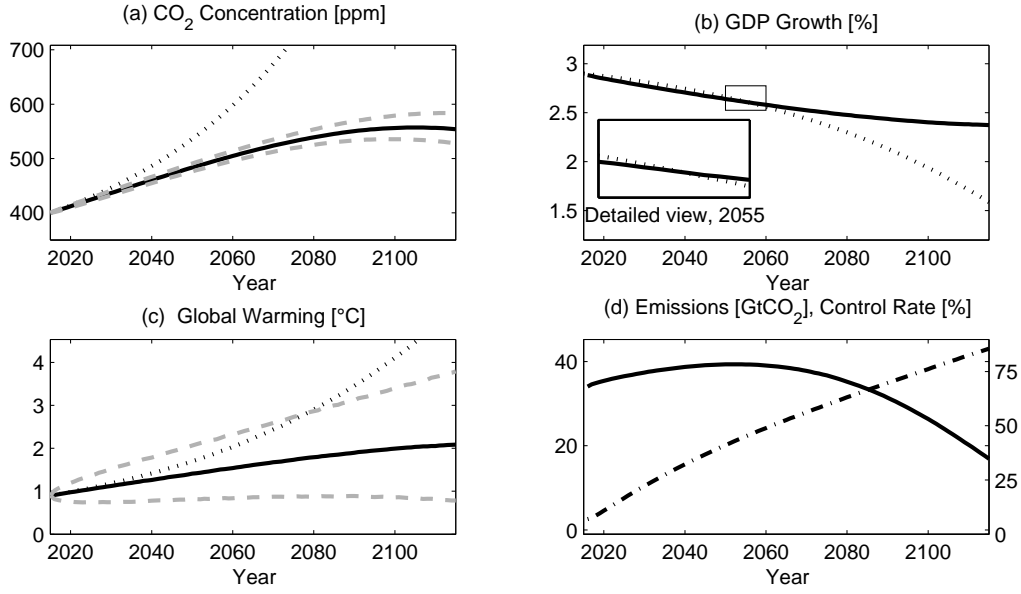 (a) CO2 Concentration [ppm]
700
600
500
400
2020 2040 2060 2080 2100
Year
(b) GDP Growth [%]
3
2.5
2
1.5
Detailed view, 2055
2020 2040 2060 2080 2100
Year
(c) Global Warming [°C]
4
3
2
1
0
2020 2040 2060 2080 2100
Year
(d) Emissions [GtCO2], Control Rate [%]
40
20
0
75
50
25
0
2020 2040 2060 2080 2100
Year